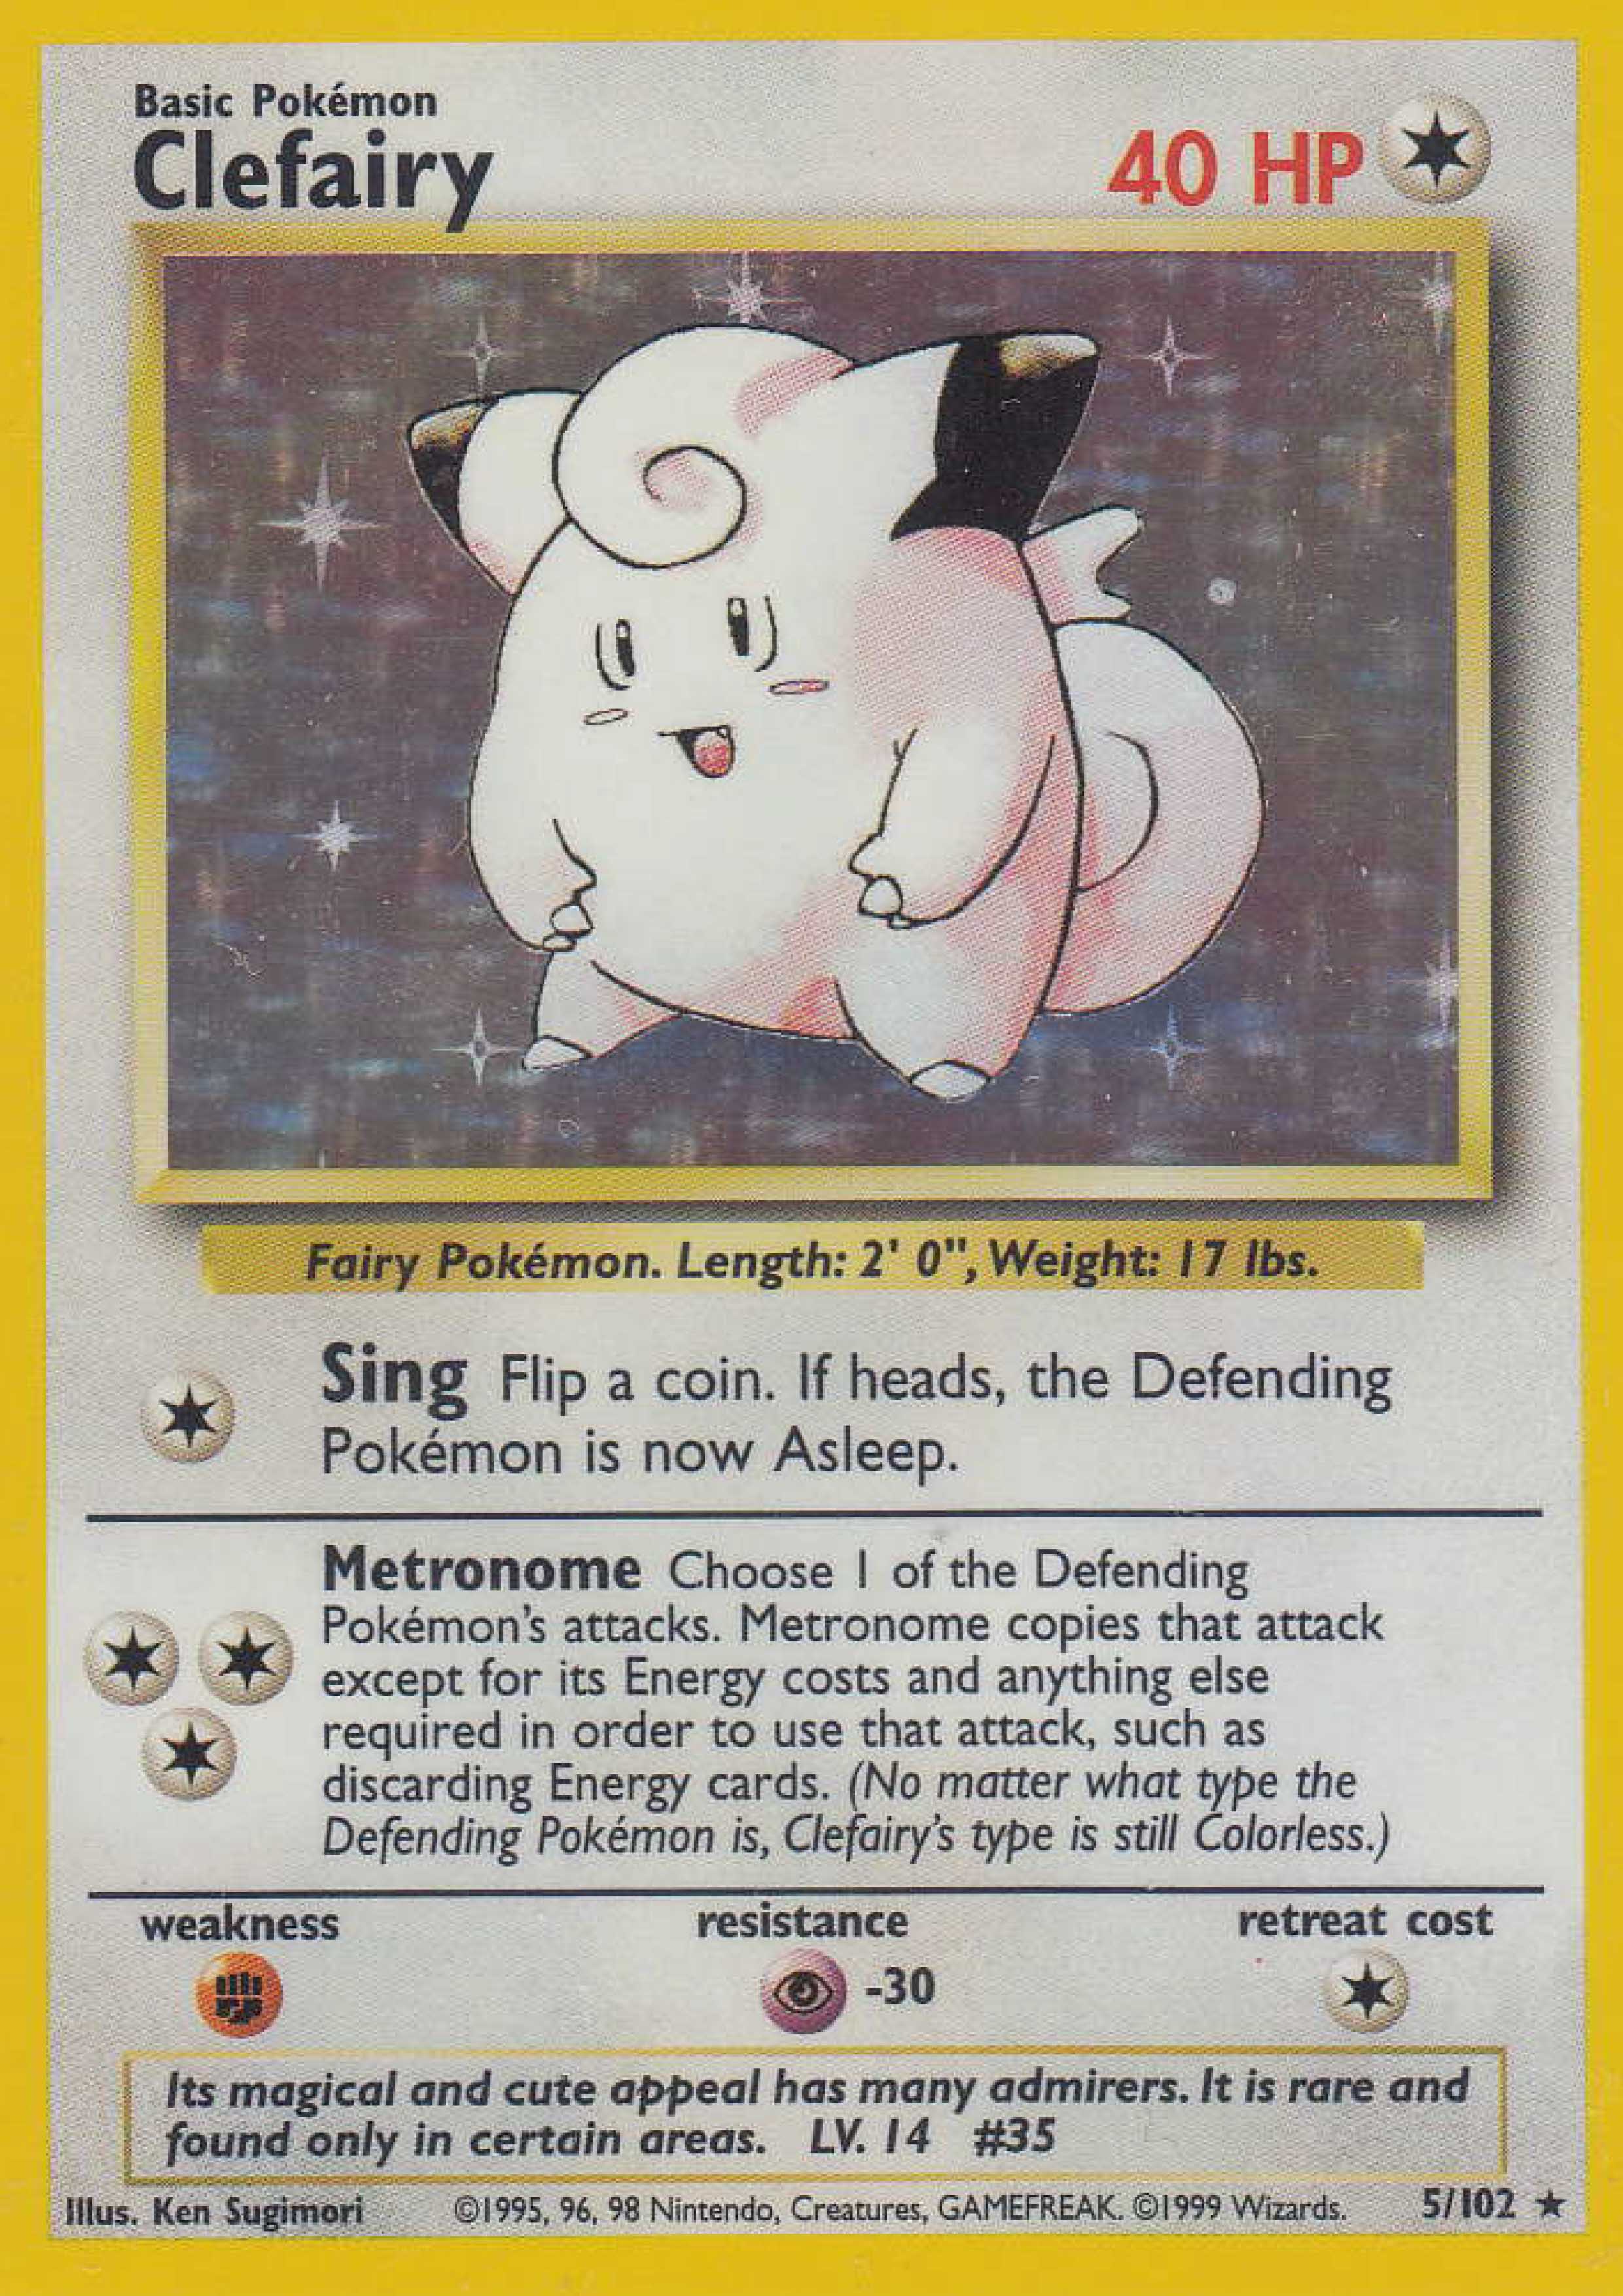 Basic Pokémon
Clefairy
40 HP
Fairy Pokémon. Length: 2' 0", Weight: 17 lbs.
Sing Flip a coin. If heads, the Defending
Pokémon is now Asleep.
Metronome Choose 1 of the Defending
Pokémon's attacks. Metronome copies that attack
except for its Energy costs and anything else
required in order to use that attack, such as
discarding Energy cards. (No matter what type the
Defending Pokémon is, Clefairy's type is still Colorless.)
weakness
resistance
retreat cost
-30
Its magical and cute appeal has many admirers. It is rare and
found only in certain areas. LV. 14 #35
Illus. Ken Sugimori ©1995, 96, 98 Nintendo, Creatures, GAMEFREAK. ©1999 Wizards. 5/102 ★